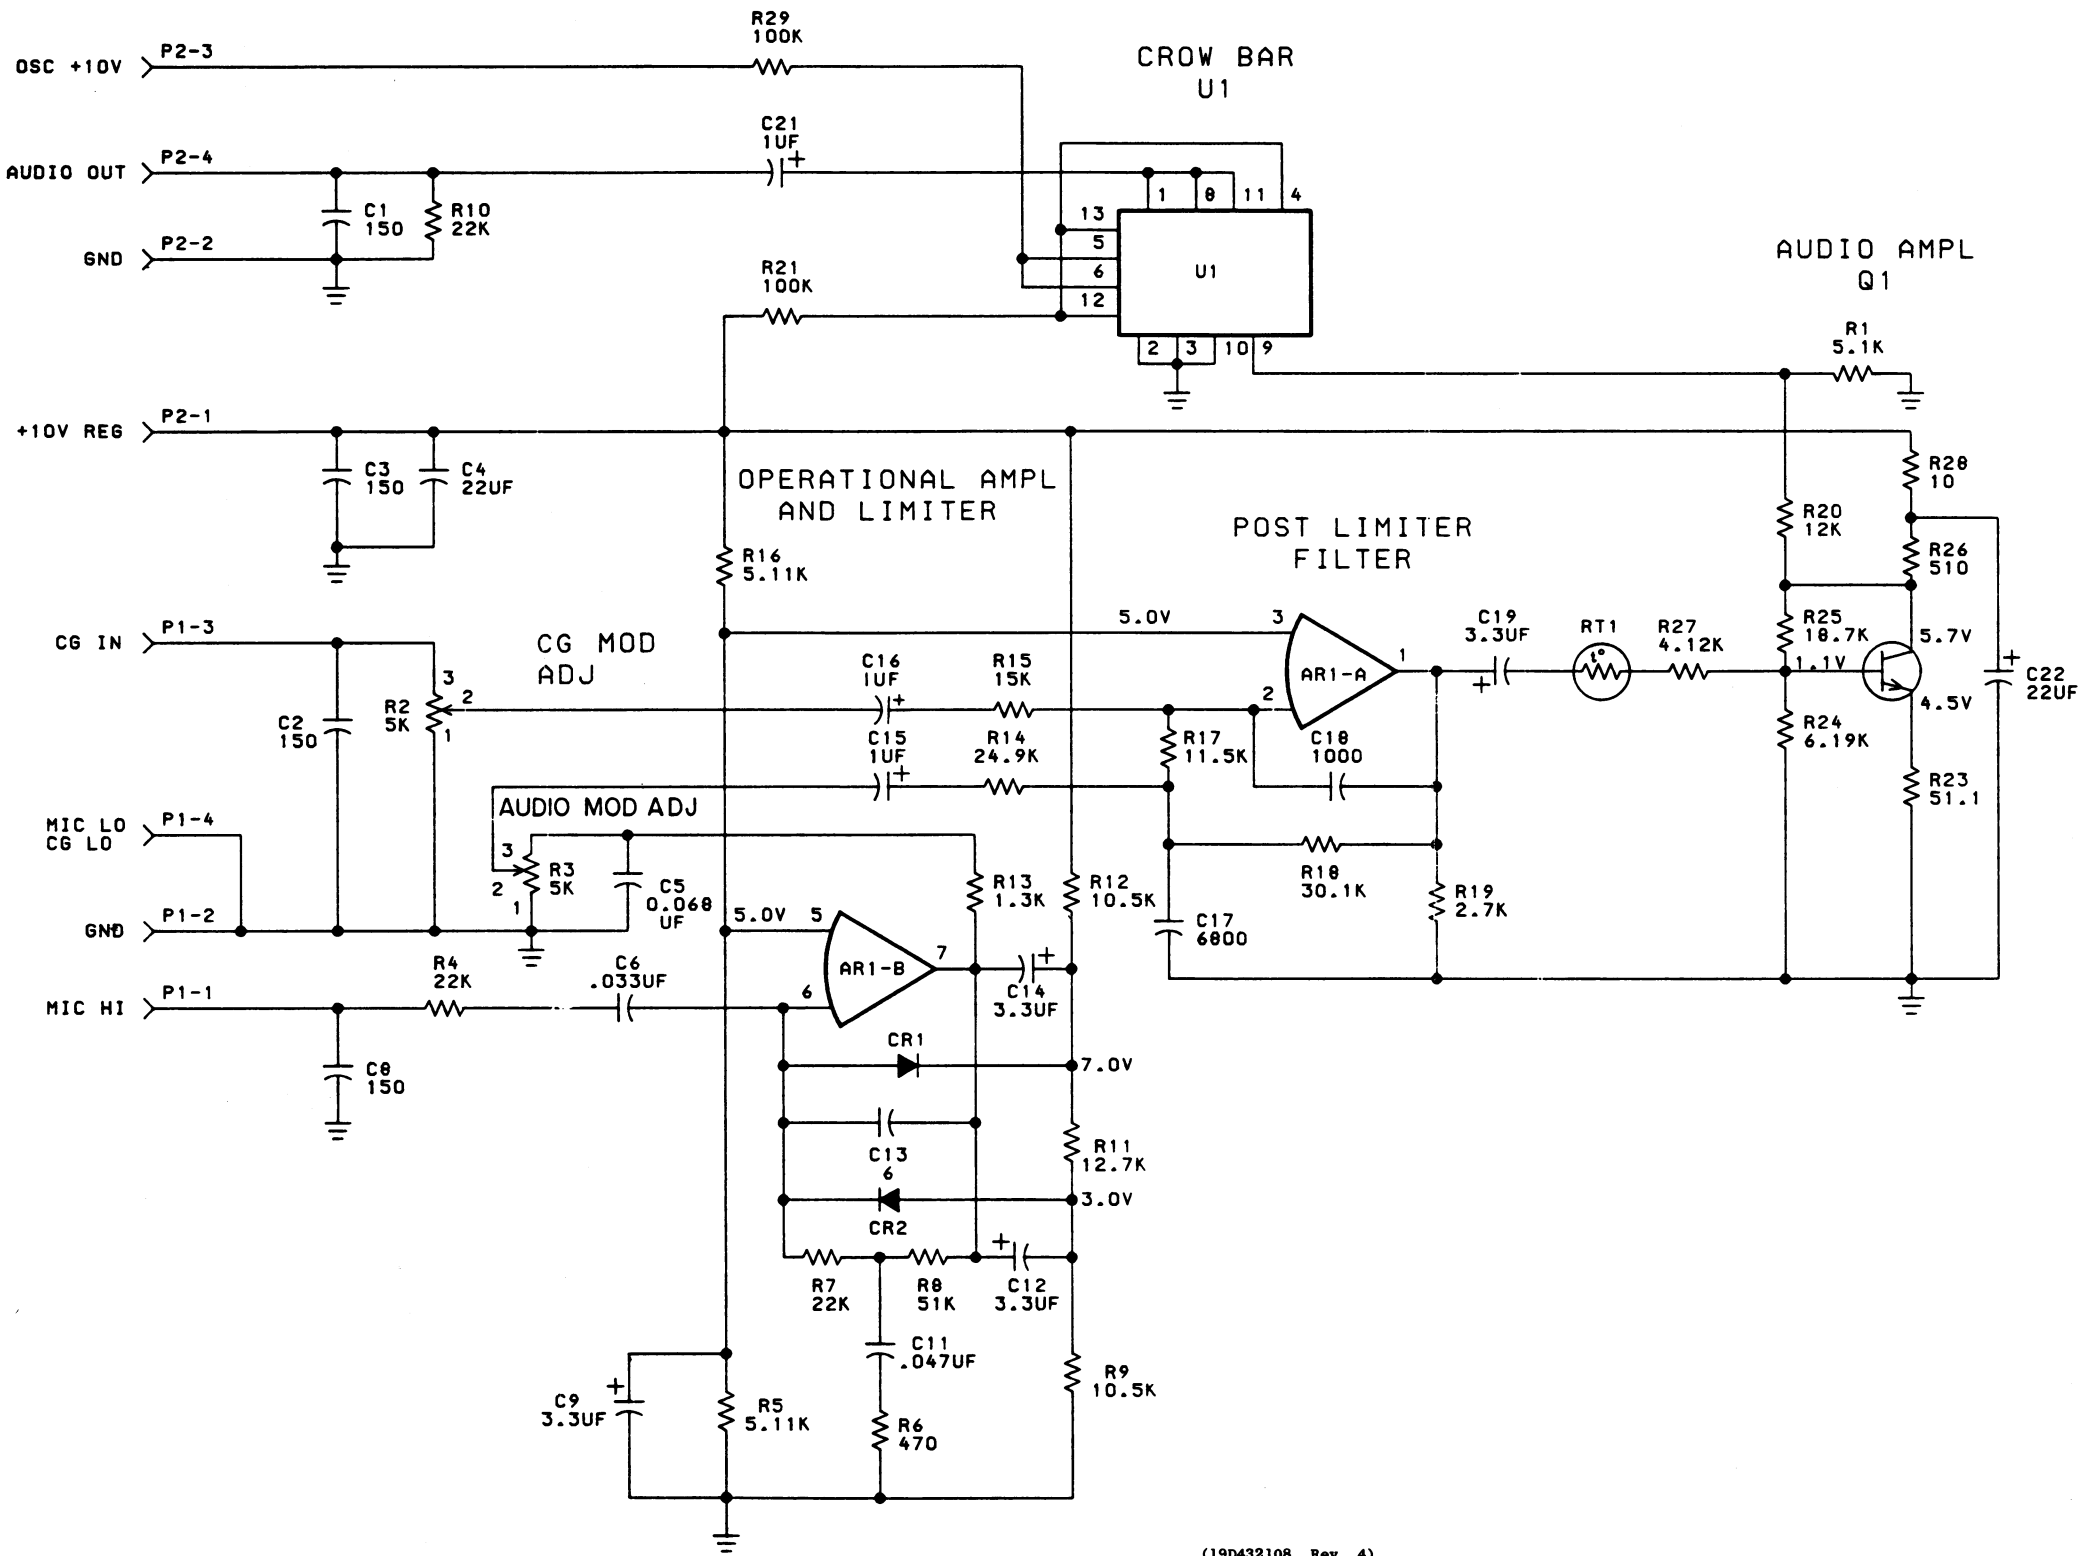 R29
100K
P2-3
OSC +10V
CROW BAR
U1
C21
1UF
+
P2-4
AUDIO OUT
1
8
11
4
C1
150
R10
22K
13
5
6
12
U1
P2-2
GND
R21
100K
AUDIO AMPL
Q1
2
3
10
9
R1
5.1K
P2-1
+10V REG
C3
150
C4
22UF
OPERATIONAL AMPL
AND LIMITER
R28
10
R20
12K
POST LIMITER
FILTER
R26
510
R16
5.11K
P1-3
CG IN
CG MOD
ADJ
5.0V
3
C19
3.3UF
+
RT1
t°
R27
4.12K
R25
18.7K
5.7V
1.1V
C16
1UF
+
R15
15K
AR1-A
1
2
3
2
1
R2
5K
C2
150
4.5V
+
C22
22UF
C15
1UF
+
R14
24.9K
R17
11.5K
C18
1000
R24
6.19K
R23
51.1
AUDIO MOD ADJ
P1-4
MIC LO
CG LO
3
2
1
R3
5K
C5
0.068
UF
R13
1.3K
R12
10.5K
R18
30.1K
R19
2.7K
P1-2
GND
5.0V
5
C17
6800
AR1-B
7
+
C14
3.3UF
R4
22K
C6
.033UF
P1-1
MIC HI
6
CR1
7.0V
C8
150
C13
6
R11
12.7K
3.0V
CR2
R7
22K
R8
51K
+
C12
3.3UF
C11
.047UF
R9
10.5K
+
C9
3.3UF
R5
5.11K
R6
470
(19D432108, Rev. 4)